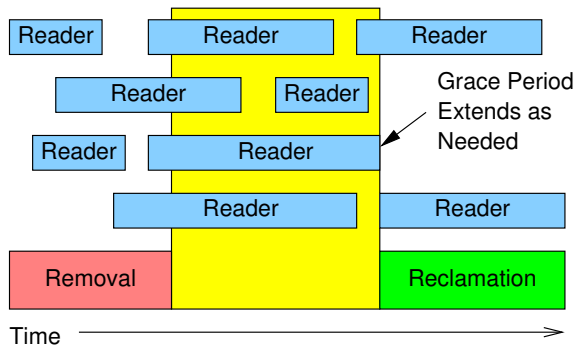 Reader
Reader
Reader
Reader
Reader
Grace Period
Extends as
Needed
Reader
Reader
Reader
Reader
Removal
Reclamation
Time